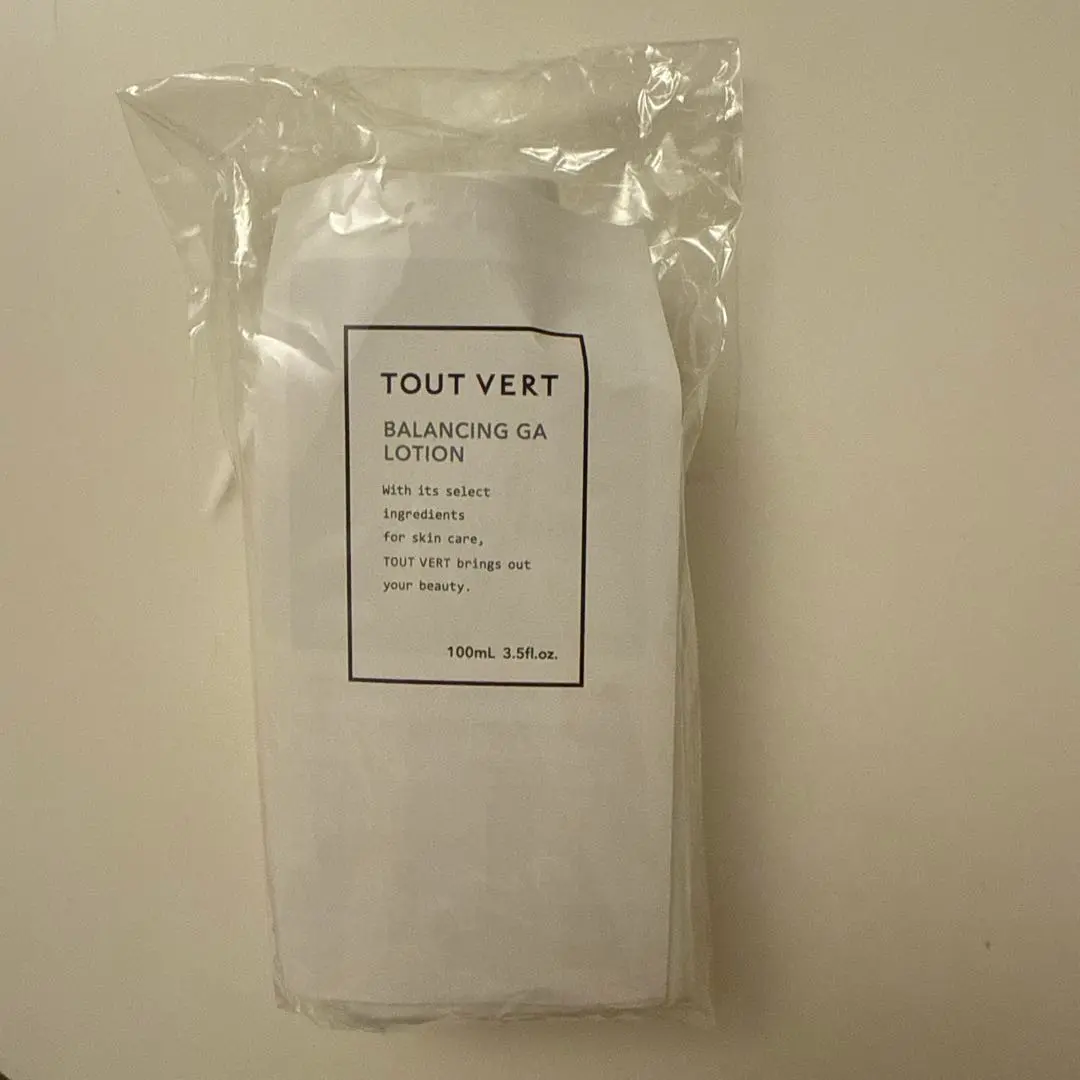 TOUT VERT
BALANCING GA
LOTION
With its select
ingredients
for skin care,
TOUT VERT brings out
your beauty.
100mL 3.5fl.oz.